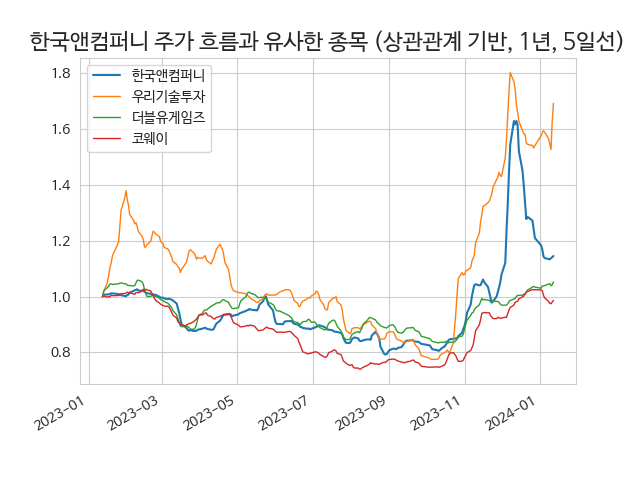 한국앤컴퍼니 주가 흐름과 유사한 종목 (상관관계 기반, 1년, 5일선)
한국앤컴퍼니
우리기술투자
더블유게임즈
코웨이
1.8
1.6
1.4
1.2
1.0
0.8
2023-01
2023-03
2023-05
2023-07
2023-09
2023-11
2024-01